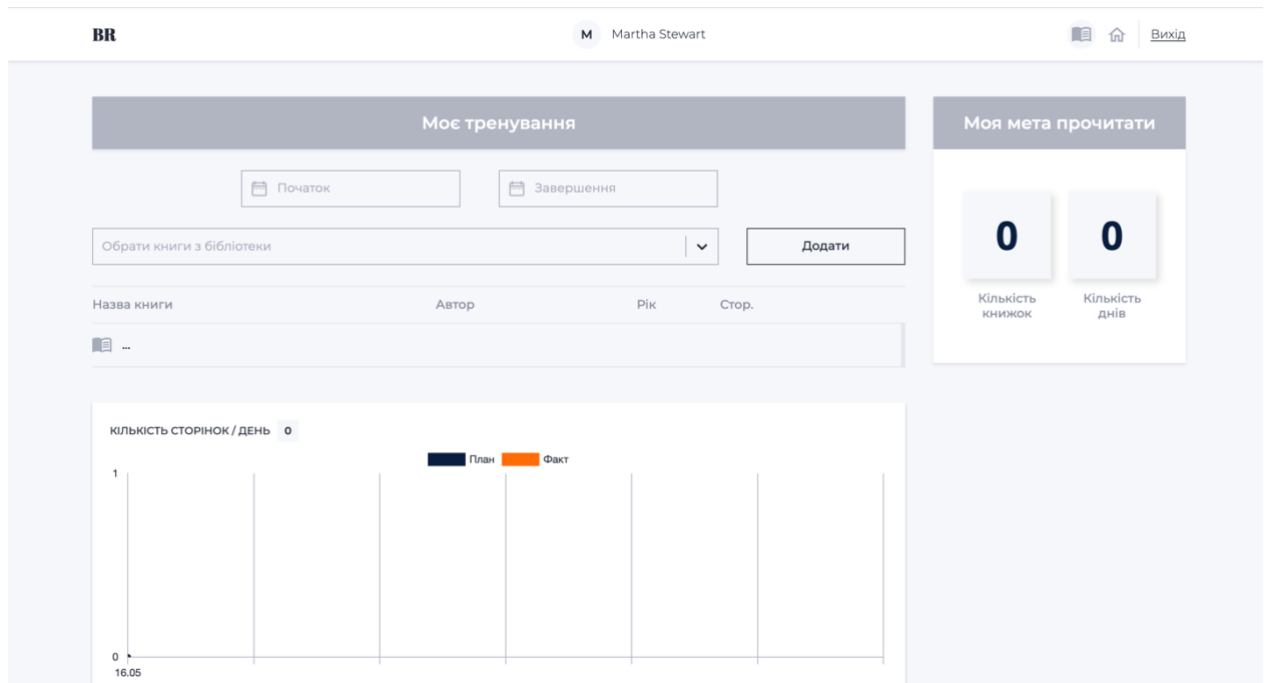 BR
M Martha Stewart
Вихід
Моє тренування
Моя мета прочитати
Початок
Завершення
Обрати книги з бібліотеки
Додати
0 0
Кількість книжок
Кількість днів
Назва книги Автор Рік Стор.
...
КІЛЬКІСТЬ СТОРІНОК / ДЕНЬ 0
План Факт
1
0
16.05